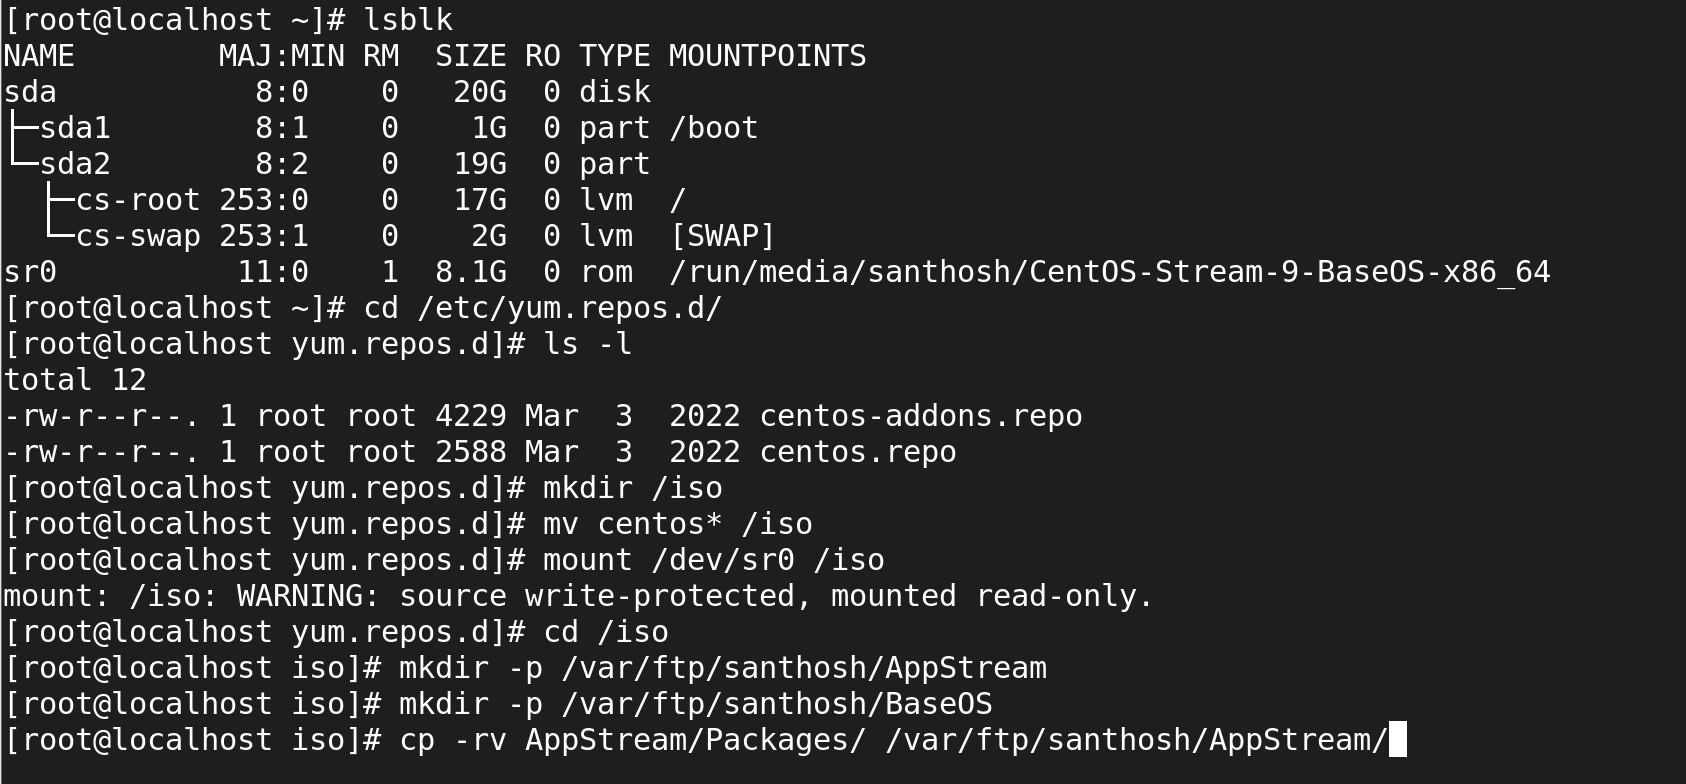 [root@localhost ~]# lsblk
NAME        MAJ:MIN RM  SIZE RO TYPE MOUNTPOINTS
sda           8:0    0   20G  0 disk
├─sda1        8:1    0    1G  0 part /boot
└─sda2        8:2    0   19G  0 part
  ├─cs-root 253:0    0   17G  0 lvm  /
  └─cs-swap 253:1    0    2G  0 lvm  [SWAP]
sr0          11:0    1  8.1G  0 rom  /run/media/santhosh/CentOS-Stream-9-BaseOS-x86_64
[root@localhost ~]# cd /etc/yum.repos.d/
[root@localhost yum.repos.d]# ls -l
total 12
-rw-r--r--. 1 root root 4229 Mar  3  2022 centos-addons.repo
-rw-r--r--. 1 root root 2588 Mar  3  2022 centos.repo
[root@localhost yum.repos.d]# mkdir /iso
[root@localhost yum.repos.d]# mv centos* /iso
[root@localhost yum.repos.d]# mount /dev/sr0 /iso
mount: /iso: WARNING: source write-protected, mounted read-only.
[root@localhost yum.repos.d]# cd /iso
[root@localhost iso]# mkdir -p /var/ftp/santhosh/AppStream
[root@localhost iso]# mkdir -p /var/ftp/santhosh/BaseOS
[root@localhost iso]# cp -rv AppStream/Packages/ /var/ftp/santhosh/AppStream/